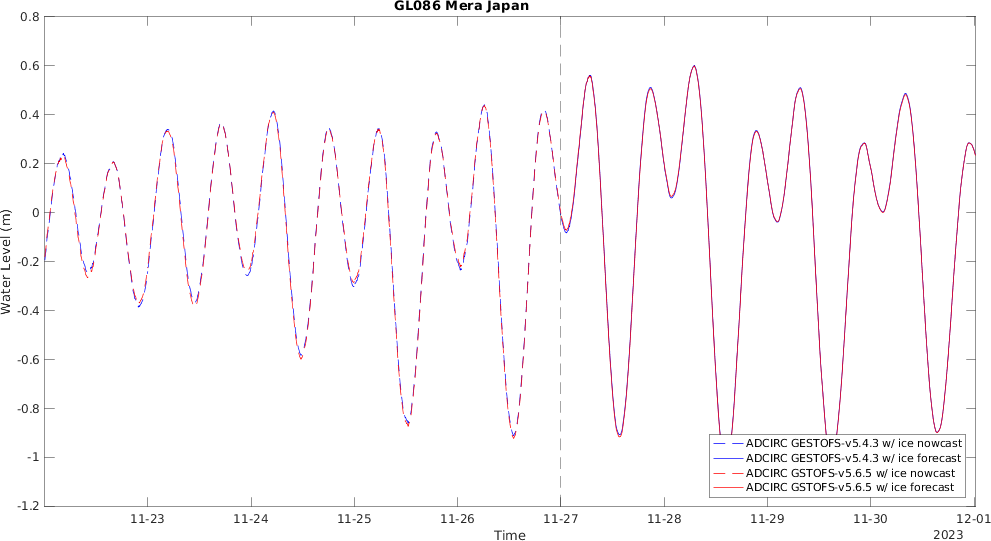 GL086 Mera Japan
0.8
0.6
0.4
0.2
0
-0.2
-0.4
-0.6
-0.8
-1
-1.2
Water Level (m)
ADCIRC GESTOFS-v5.4.3 w/ ice nowcast
ADCIRC GESTOFS-v5.4.3 w/ ice forecast
ADCIRC GSTOFS-v5.6.5 w/ ice nowcast
ADCIRC GSTOFS-v5.6.5 w/ ice forecast
11-23 11-24 11-25 11-26 11-27 11-28 11-29 11-30 12-01
Time
2023